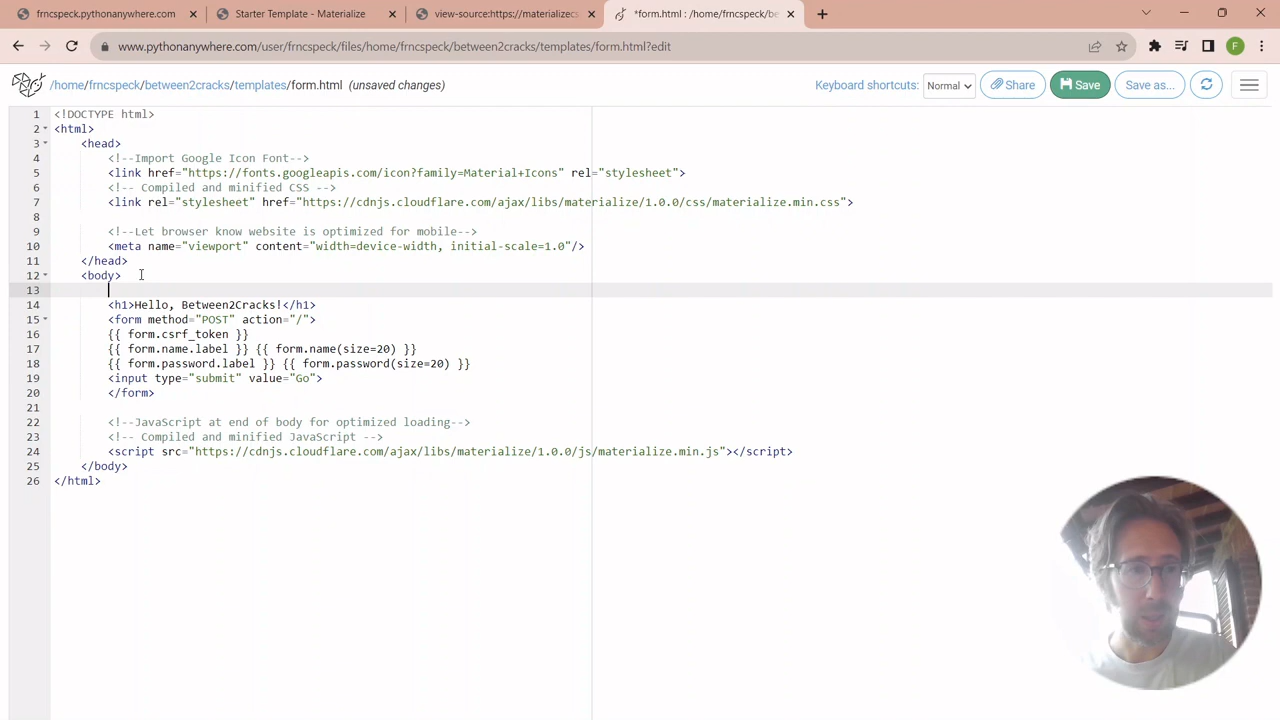 frncspeck.pythonanywhere.com
Starter Template - Materialize
view-source:https://materializecs
*form.html : /home/frncspeck/be
www.pythonanywhere.com/user/frncspeck/files/home/frncspeck/between2cracks/templates/form.html?edit
F
/home/frncspeck/between2cracks/templates/form.html (unsaved changes)
Keyboard shortcuts:
Normal
Share
Save
Save as...
1 <!DOCTYPE html>
2 <html>
3 <head>
4 <!--Import Google Icon Font-->
5 <link href="https://fonts.googleapis.com/icon?family=Material+Icons" rel="stylesheet">
6 <!-- Compiled and minified CSS -->
7 <link rel="stylesheet" href="https://cdnjs.cloudflare.com/ajax/libs/materialize/1.0.0/css/materialize.min.css">
8
9 <!--Let browser know website is optimized for mobile-->
10 <meta name="viewport" content="width=device-width, initial-scale=1.0"/>
11 </head>
12 <body>
13
14 <h1>Hello, Between2Cracks!</h1>
15 <form method="POST" action="/">
16 {{ form.csrf_token }}
17 {{ form.name.label }} {{ form.name(size=20) }}
18 {{ form.password.label }} {{ form.password(size=20) }}
19 <input type="submit" value="Go">
20 </form>
21
22 <!--JavaScript at end of body for optimized loading-->
23 <!-- Compiled and minified JavaScript -->
24 <script src="https://cdnjs.cloudflare.com/ajax/libs/materialize/1.0.0/js/materialize.min.js"></script>
25 </body>
26 </html>